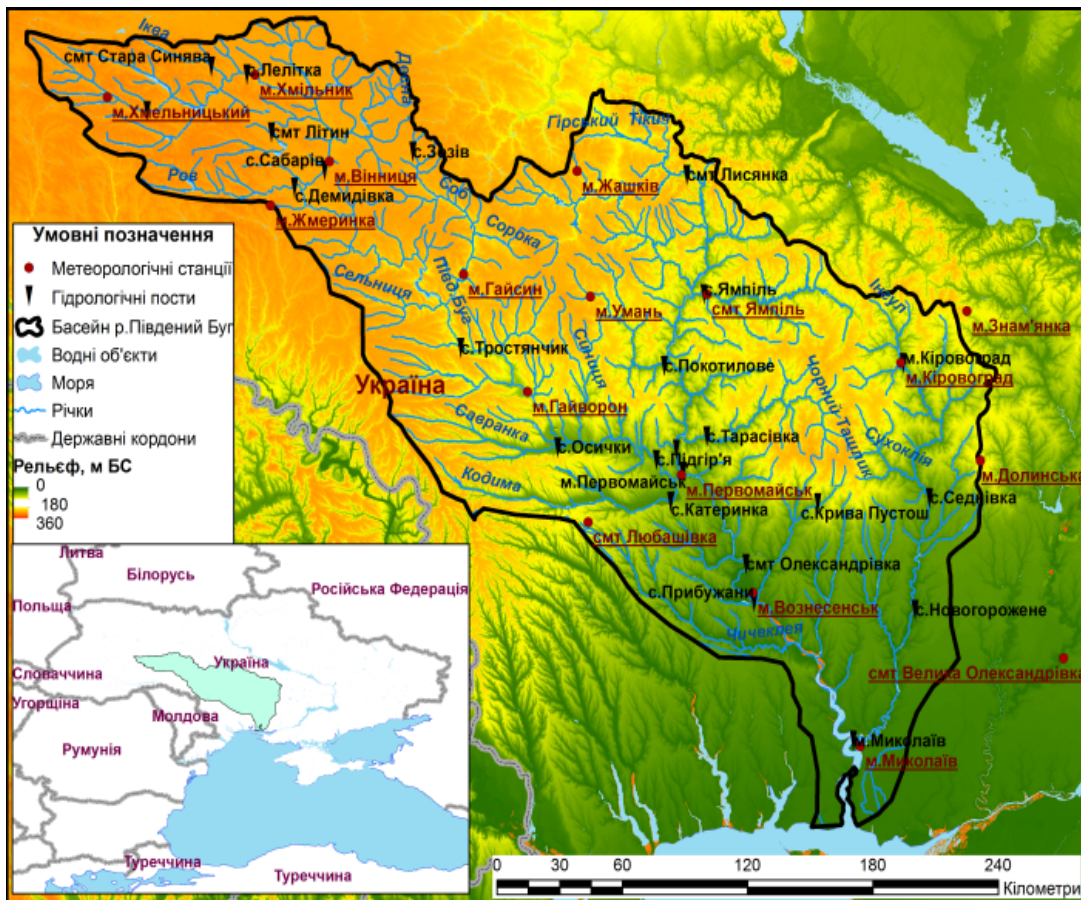 Іква
смт Стара Синява
с.Лелітка
м.Хмільник
Десна
м.Хмельницький
смт Літин
Гірський Тікич
с.Зозів
с.Сабарів
м.Вінниця
Ров
с.Демидівка
Соб
м.Жашків
смт Лисянка
м.Жмеринка
Сорока
Умовні позначення
Метеорологічні станції
Гідрологічні пости
Басейн р.Південий Буг
Водні об'єкти
Моря
Річки
Державні кордони
Рельєф, м БС
0
180
360
Сельниця
Півд.Буг
м.Гайсин
м.Умань
с.Ямпіль
смт Ямпіль
Інгул
м.Знам'янка
с.Тростянчик
Синиця
с.Покотилове
м.Кіровоград
м.Кіровоград
Україна
м.Гайворон
Чорний Ташлик
Савранка
с.Осички
с.Тарасівка
Сухоклія
с.Підгір'я
м.Долинська
Кодима
м.Первомайськ
м.Первомайськ
с.Катеринка
с.Крива Пустош
с.Седнівка
смт Любашівка
смт Олександрівка
с.Прибужани
м.Вознесенськ
с.Новогорожене
Чичеклея
смт Велика Олександрівка
м.Миколаїв
м.Миколаїв
Литва
Білорусь
Російська Федерація
Польща
Україна
Словаччина
Угорщина
Молдова
Румунія
Туреччина
Туреччина
0 30 60 120 180 240
Кілометри